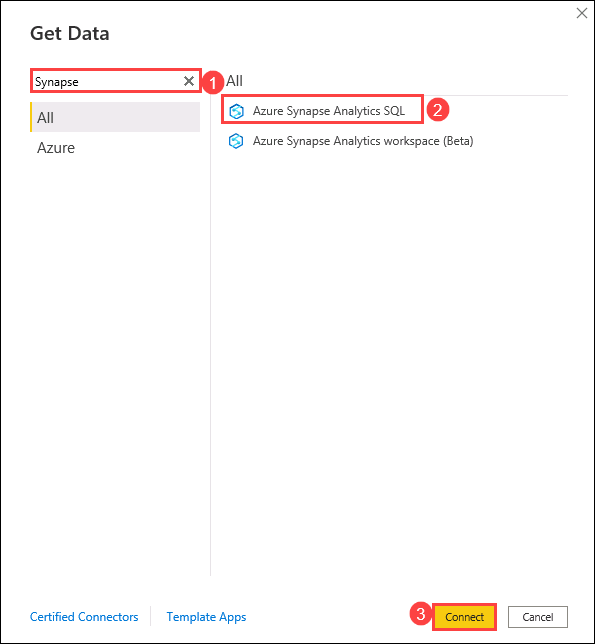 Get Data
Synapse
1
All
Azure
All
Azure Synapse Analytics SQL
2
Azure Synapse Analytics workspace (Beta)
Certified Connectors
Template Apps
3
Connect
Cancel